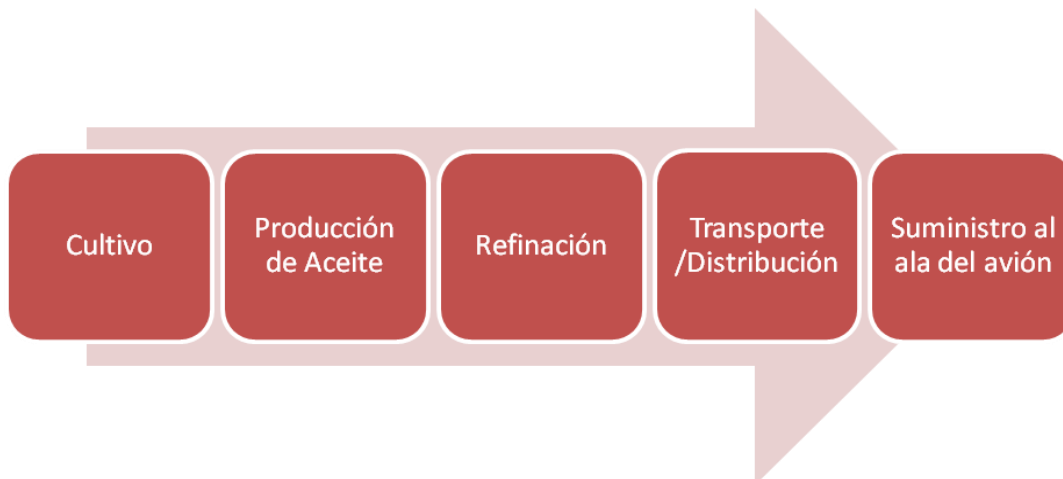 Cultivo
Producción
de Aceite
Refinación
Transporte
/Distribución
Suministro al
ala del avión